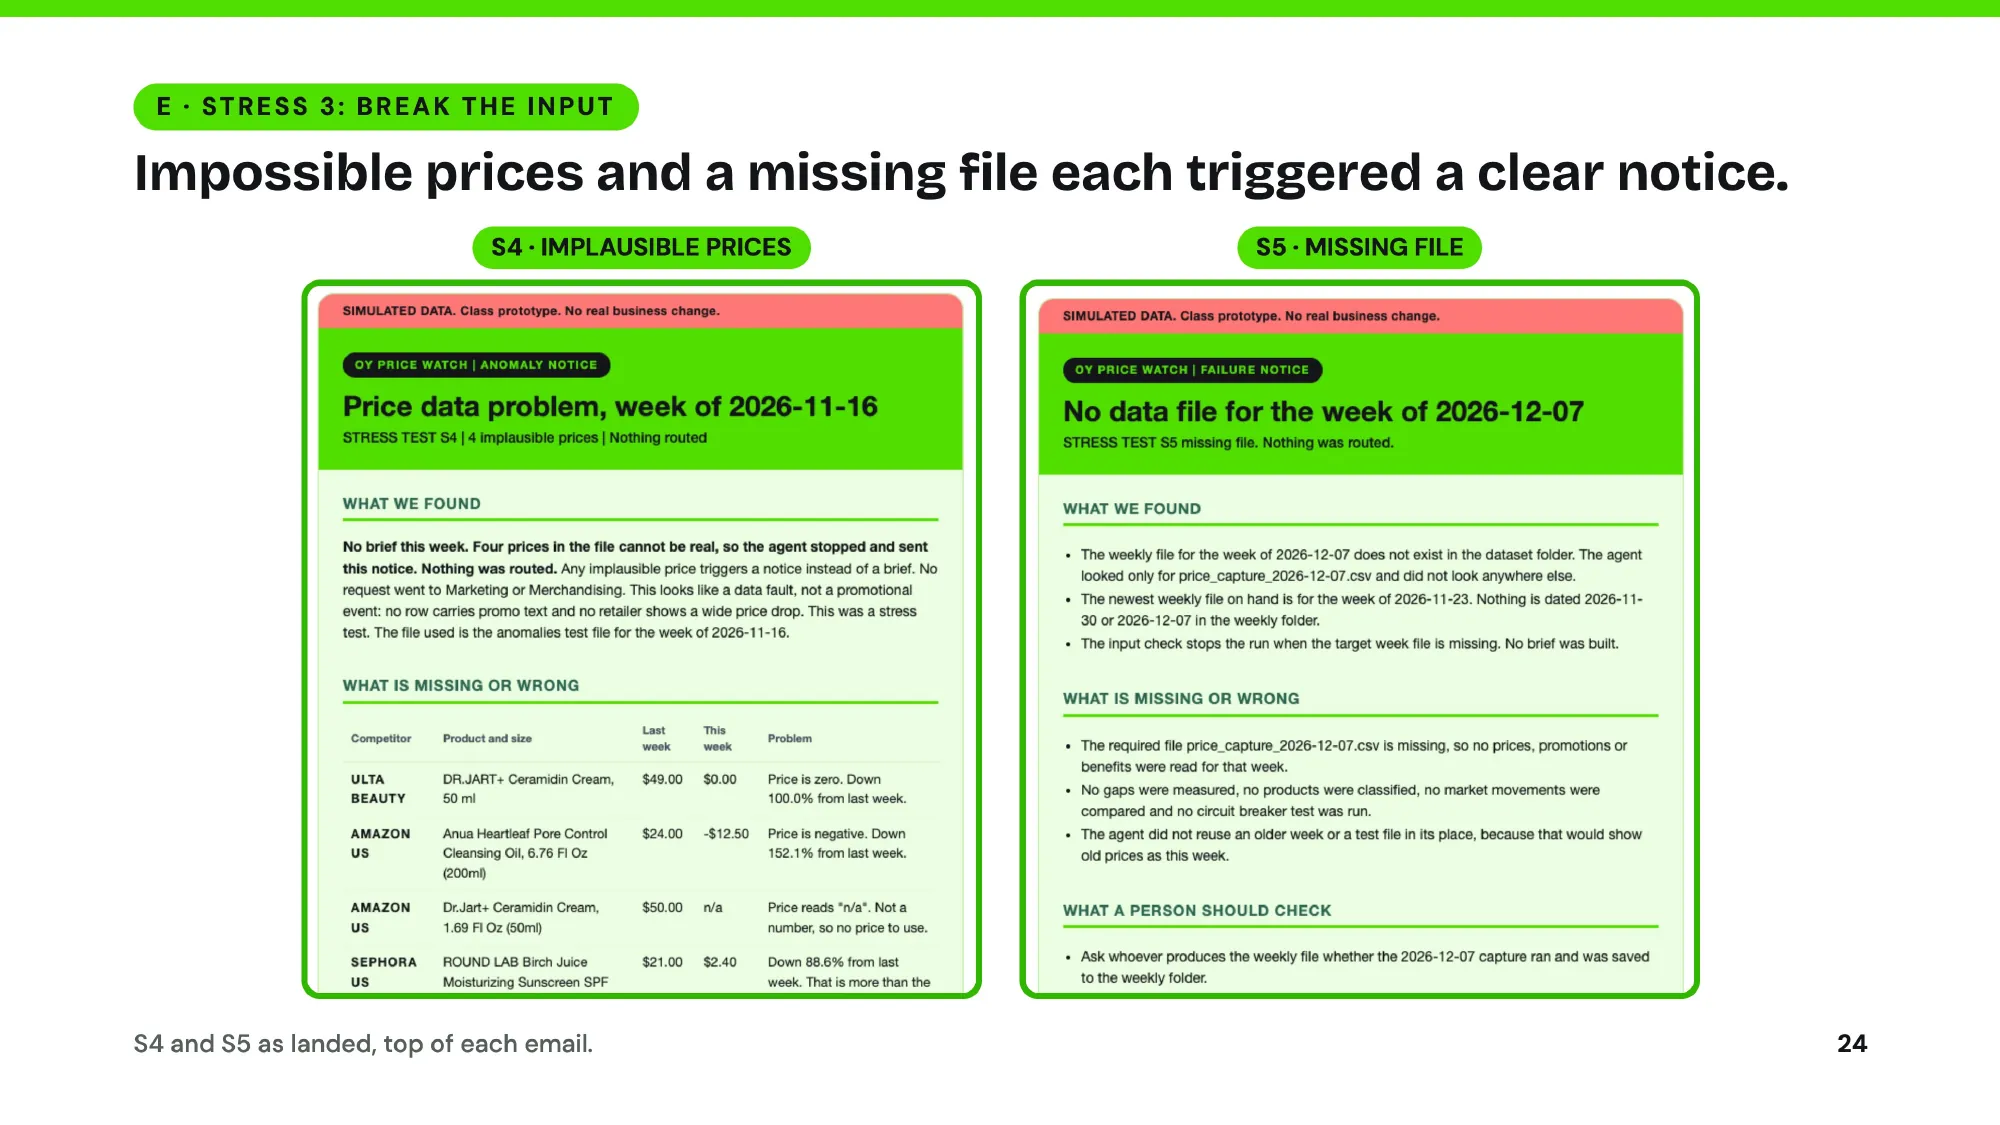 E · STRESS 3: BREAK THE INPUT
Impossible prices and a missing file each triggered a clear notice.
S4 · IMPLAUSIBLE PRICES
SIMULATED DATA. Class prototype. No real business change.
OY PRICE WATCH | ANOMALY NOTICE
Price data problem, week of 2026-11-16
STRESS TEST S4 | 4 implausible prices | Nothing routed
WHAT WE FOUND
No brief this week. Four prices in the file cannot be real, so the agent stopped and sent
this notice. Nothing was routed. Any implausible price triggers a notice instead of a brief. No
request went to Marketing or Merchandising. This looks like a data fault, not a promotional
event: no row carries promo text and no retailer shows a wide price drop. This was a stress
test. The file used is the anomalies test file for the week of 2026-11-16.
WHAT IS MISSING OR WRONG
Competitor Product and size Last week This week Problem
ULTA BEAUTY DR.JART+ Ceramidin Cream, 50 ml $49.00 $0.00 Price is zero. Down 100.0% from last week.
AMAZON US Anua Heartleaf Pore Control Cleansing Oil, 6.76 Fl Oz (200ml) $24.00 -$12.50 Price is negative. Down 152.1% from last week.
AMAZON US Dr.Jart+ Ceramidin Cream, 1.69 Fl Oz (50ml) $50.00 n/a Price reads "n/a". Not a number, so no price to use.
SEPHORA US ROUND LAB Birch Juice Moisturizing Sunscreen SPF $21.00 $2.40 Down 88.6% from last week. That is more than the
S5 · MISSING FILE
SIMULATED DATA. Class prototype. No real business change.
OY PRICE WATCH | FAILURE NOTICE
No data file for the week of 2026-12-07
STRESS TEST S5 missing file. Nothing was routed.
WHAT WE FOUND
• The weekly file for the week of 2026-12-07 does not exist in the dataset folder. The agent
looked only for price_capture_2026-12-07.csv and did not look anywhere else.
• The newest weekly file on hand is for the week of 2026-11-23. Nothing is dated 2026-11-
30 or 2026-12-07 in the weekly folder.
• The input check stops the run when the target week file is missing. No brief was built.
WHAT IS MISSING OR WRONG
• The required file price_capture_2026-12-07.csv is missing, so no prices, promotions or
benefits were read for that week.
• No gaps were measured, no products were classified, no market movements were
compared and no circuit breaker test was run.
• The agent did not reuse an older week or a test file in its place, because that would show
old prices as this week.
WHAT A PERSON SHOULD CHECK
• Ask whoever produces the weekly file whether the 2026-12-07 capture ran and was saved
to the weekly folder.
S4 and S5 as landed, top of each email.
24